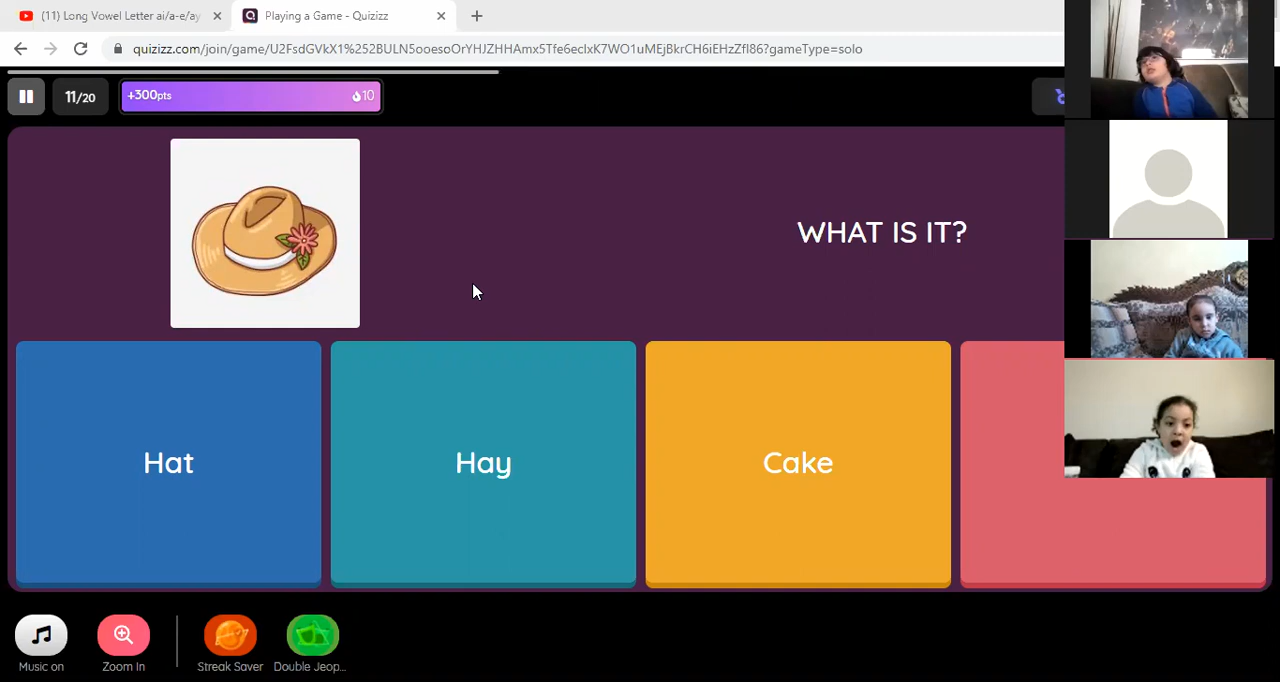 (11) Long Vowel Letter ai/a-e/ay
Playing a Game - Quizizz
quizizz.com/join/game/U2FsdGVkX1%252BULN5ooesoOrYHJZHHAmx5Tfe6eclxK7WO1uMEjBkrCH6iEHzZfI86?gameType=solo
11/20
+300pts
10
WHAT IS IT?
Hat
Hay
Cake
Music on
Zoom In
Streak Saver
Double Jeop...